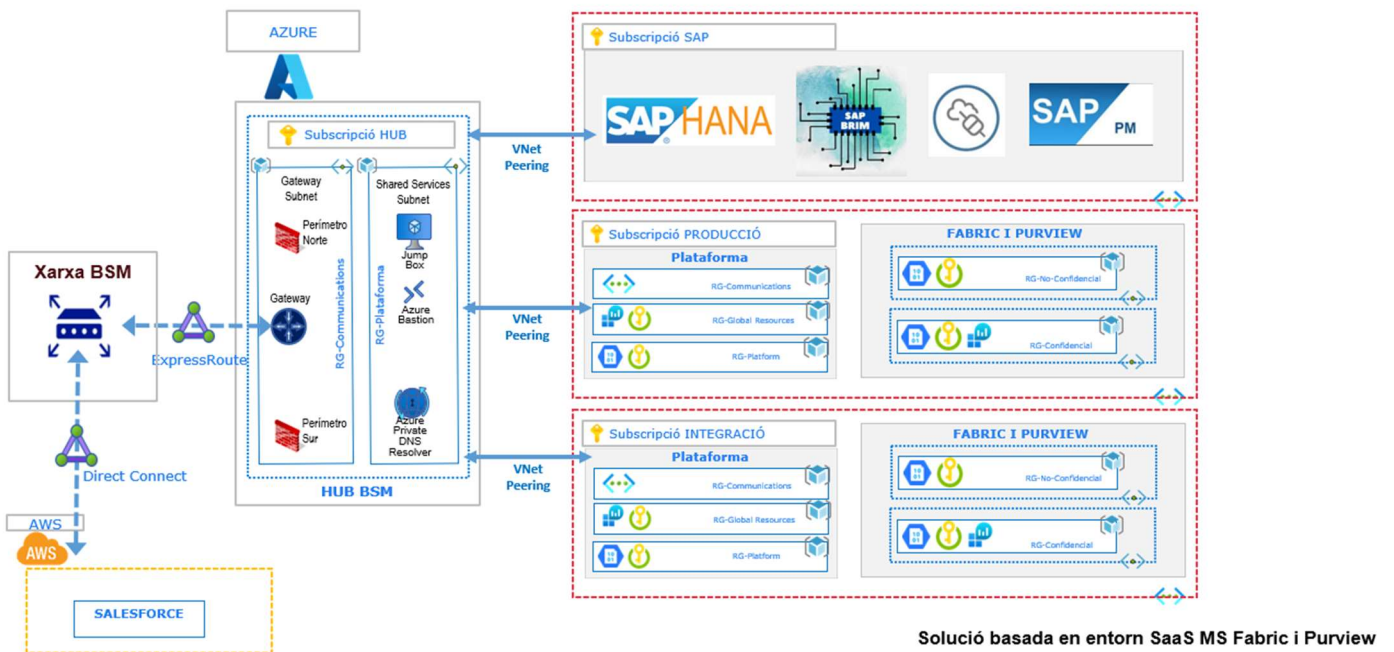 AZURE
Subscripció HUB
Gateway
Subnet
Perímetro
Norte
Gateway
Perímetro
Sur
RG-Communications
Shared Services
Subnet
Jump
Box
Azure
Bastion
Azure
Private
DNS
Resolver
RG-Plataforma
HUB BSM
Xarxa BSM
ExpressRoute
Direct Connect
AWS
AWS
SALESFORCE
VNet
Peering
VNet
Peering
VNet
Peering
Subscripció SAP
SAP HANA
SAP
BRIM
SAP
PM
Subscripció PRODUCCIÓ
Plataforma
RG-Communications
RG-Global Resources
RG-Platform
FABRIC I PURVIEW
RG-No-Confidencial
RG-Confidencial
Subscripció INTEGRACIÓ
Plataforma
RG-Communications
RG-Global Resources
RG-Platform
FABRIC I PURVIEW
RG-No-Confidencial
RG-Confidencial
Solució basada en entorn SaaS MS Fabric i Purview